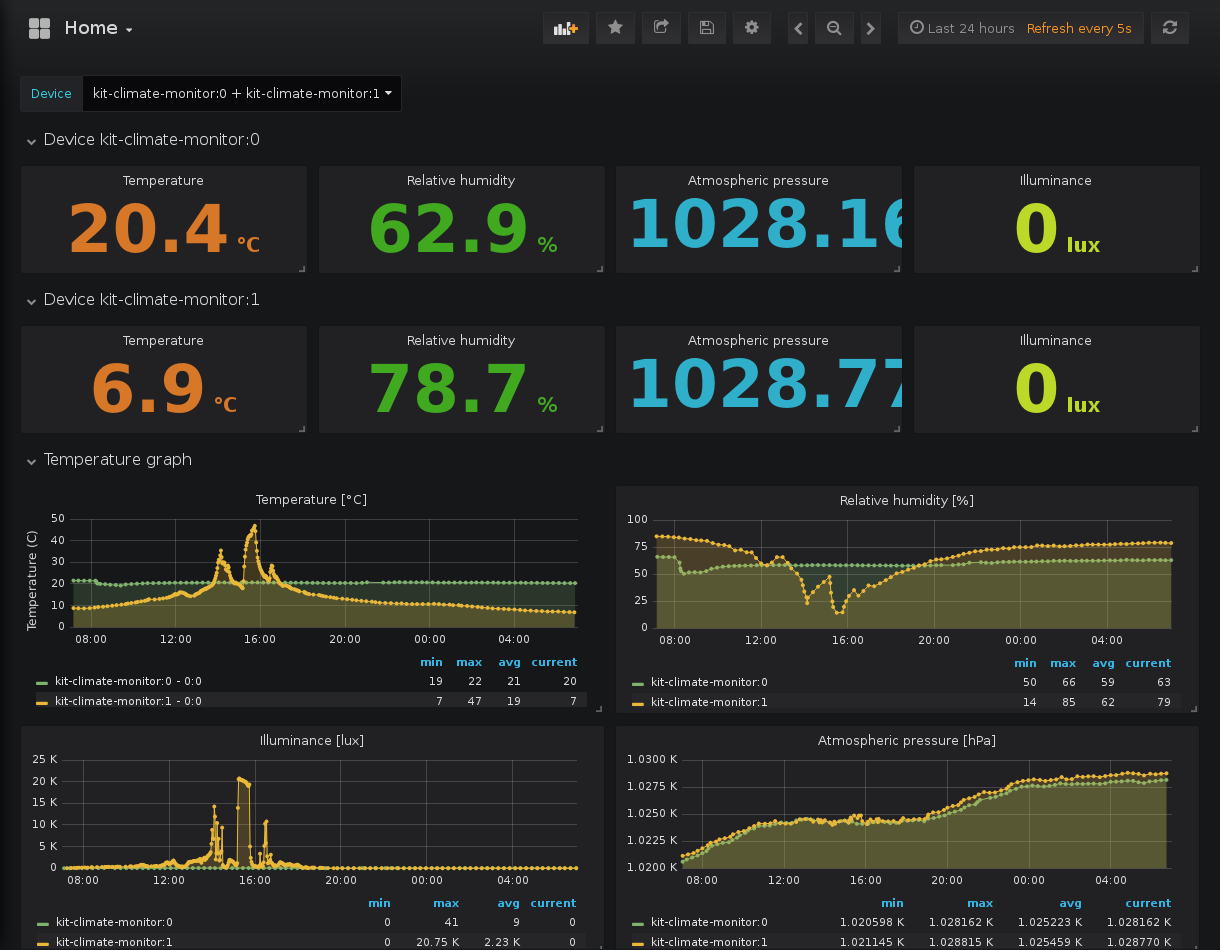 Home
Last 24 hours Refresh every 5s
Device kit-climate-monitor:0 + kit-climate-monitor:1
Device kit-climate-monitor:0
Temperature Relative humidity Atmospheric pressure Illuminance
20.4 °C 62.9 % 1028.16 0 lux
Device kit-climate-monitor:1
Temperature Relative humidity Atmospheric pressure Illuminance
6.9 °C 78.7 % 1028.77 0 lux
Temperature graph
Temperature [°C]
Temperature (C)
50
40
30
20
10
0
08:00 12:00 16:00 20:00 00:00 04:00
min max avg current
kit-climate-monitor:0 - 0:0 19 22 21 20
kit-climate-monitor:1 - 0:0 7 47 19 7
Relative humidity [%]
100
75
50
25
0
08:00 12:00 16:00 20:00 00:00 04:00
min max avg current
kit-climate-monitor:0 50 66 59 63
kit-climate-monitor:1 14 85 62 79
Illuminance [lux]
25 K
20 K
15 K
10 K
5 K
0
08:00 12:00 16:00 20:00 00:00 04:00
min max avg current
kit-climate-monitor:0 0 41 9 0
kit-climate-monitor:1 0 20.75 K 2.23 K 0
Atmospheric pressure [hPa]
1.0300 K
1.0275 K
1.0250 K
1.0225 K
1.0200 K
08:00 12:00 16:00 20:00 00:00 04:00
min max avg current
kit-climate-monitor:0 1.020598 K 1.028162 K 1.025223 K 1.028162 K
kit-climate-monitor:1 1.021145 K 1.028815 K 1.025459 K 1.028770 K